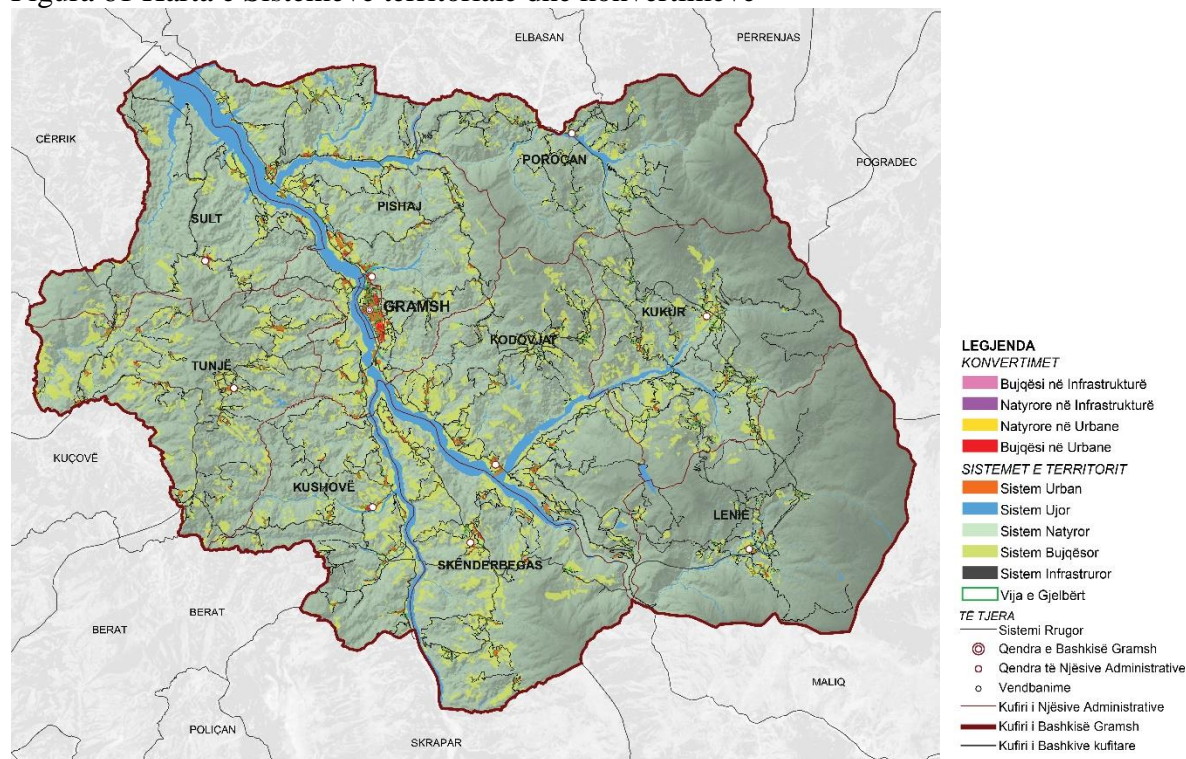 Figura 61 Harta e Sistemeve territoriale dhe konvertimeve
ELBASAN
PËRRENJAS
CËRRIK
POGRADEC
POROÇAN
SULT
PISHAJ
GRAMSH
KUKUR
KODOVJAT
TUNJË
KUÇOVË
KUSHOVË
LENIE
SKËNDERBEGAS
BERAT
BERAT
MALIQ
POLIÇAN
SKRAPAR
LEGJENDA
KONVERTIMET
Bujqësi në Infrastrukturë
Natyrore në Infrastrukturë
Natyrore në Urbane
Bujqësi në Urbane
SISTEMET E TERRITORIT
Sistem Urban
Sistem Ujor
Sistem Natyror
Sistem Bujqësor
Sistem Infrastruror
Vija e Gjelbërt
TË TJERA
Sistemi Rrugor
Qendra e Bashkisë Gramsh
Qendra të Njësive Administrative
Vendbanime
Kufiri i Njësive Administrative
Kufiri i Bashkisë Gramsh
Kufiri i Bashkive kufitare